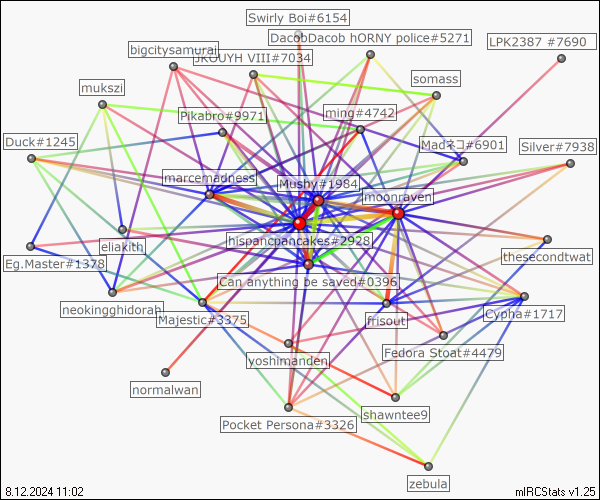 Swirly Boi#6154
DacobDacob hORNY police#5271
LPK2387 #7690
bigcitysamurai
JKOUYH VIII#7034
somass
mukszi
Pikabro#9971
ming#4742
Duck#1245
Madネコ#6901
Silver#7938
marcemadness
Mushy#1984
moonraven
eliakith
hispancpancakes#2928
thesecondtwat
Eg.Master#1378
Can anything be saved#0396
neokingghidorah
Majestic#3375
frisout
Cypha#1717
yoshimanden
Fedora Stoat#4479
normalwan
shawntee9
Pocket Persona#3326
zebula
8.12.2024 11:02
mIRCStats v1.25